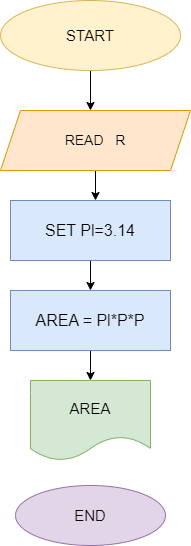 START
READ R
SET PI=3.14
AREA = PI*P*P
AREA
END